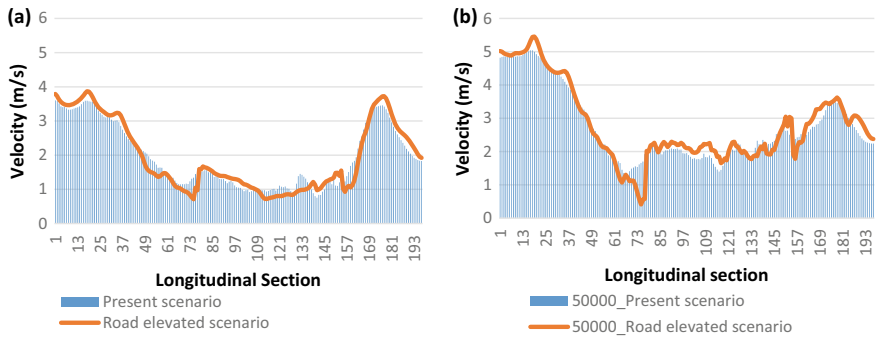 (a)
Velocity (m/s)
6
5
4
3
2
1
0
1 13 25 37 49 61 73 85 97 109 121 133 145 157 169 181 193
Longitudinal Section
Present scenario
Road elevated scenario
(b)
Velocity (m/s)
6
5
4
3
2
1
0
1 13 25 37 49 61 73 85 97 109 121 133 145 157 169 181 193
Longitudinal section
50000_Present scenario
50000_Road elevated scenario